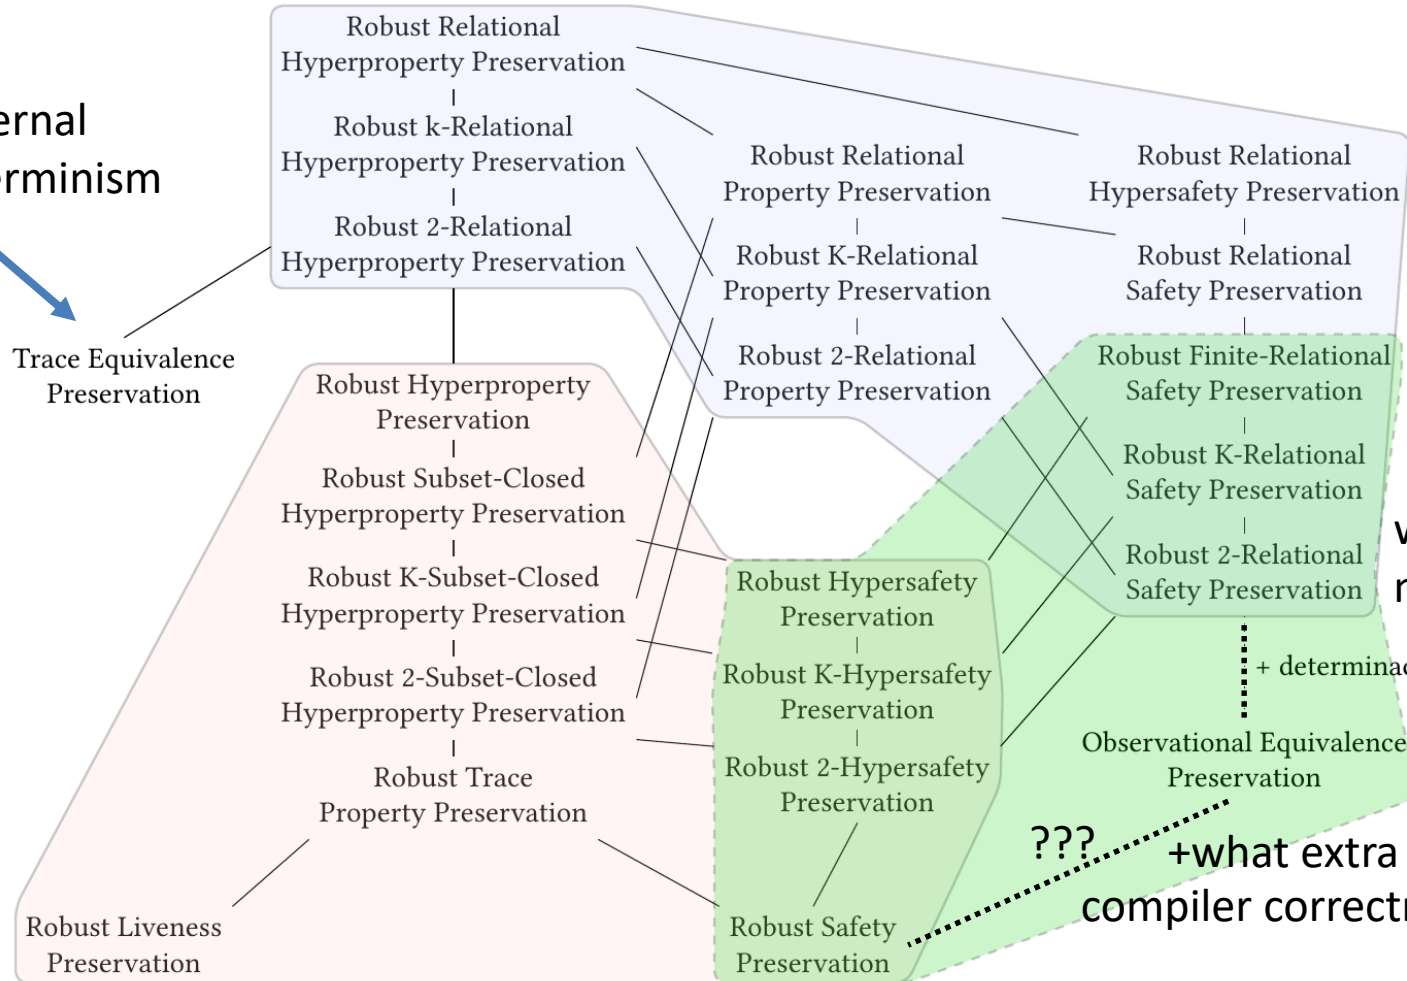 Robust Relational
Hyperproperty Preservation
Robust k-Relational
Hyperproperty Preservation
Robust 2-Relational
Hyperproperty Preservation
ernal
erminism
Trace Equivalence
Preservation
Robust Relational
Property Preservation
Robust K-Relational
Property Preservation
Robust 2-Relational
Property Preservation
Robust Relational
Hypersafety Preservation
Robust Relational
Safety Preservation
Robust Finite-Relational
Safety Preservation
Robust K-Relational
Safety Preservation
Robust 2-Relational
Safety Preservation
Robust Hyperproperty
Preservation
Robust Subset-Closed
Hyperproperty Preservation
Robust K-Subset-Closed
Hyperproperty Preservation
Robust 2-Subset-Closed
Hyperproperty Preservation
Robust Trace
Property Preservation
Robust Liveness
Preservation
Robust Hypersafety
Preservation
Robust K-Hypersafety
Preservation
Robust 2-Hypersafety
Preservation
Robust Safety
Preservation
+ determinac
Observational Equivalence
Preservation
???
+what extra
compiler correct